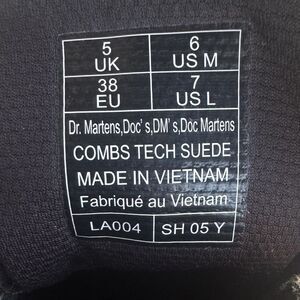 5 UK
6 US M
38 EU
7 US L
Dr. Martens,Doc' s,DM' s,Doc Martens
COMBS TECH SUEDE
MADE IN VIETNAM
Fabriqué au Vietnam
LA004
SH 05 Y